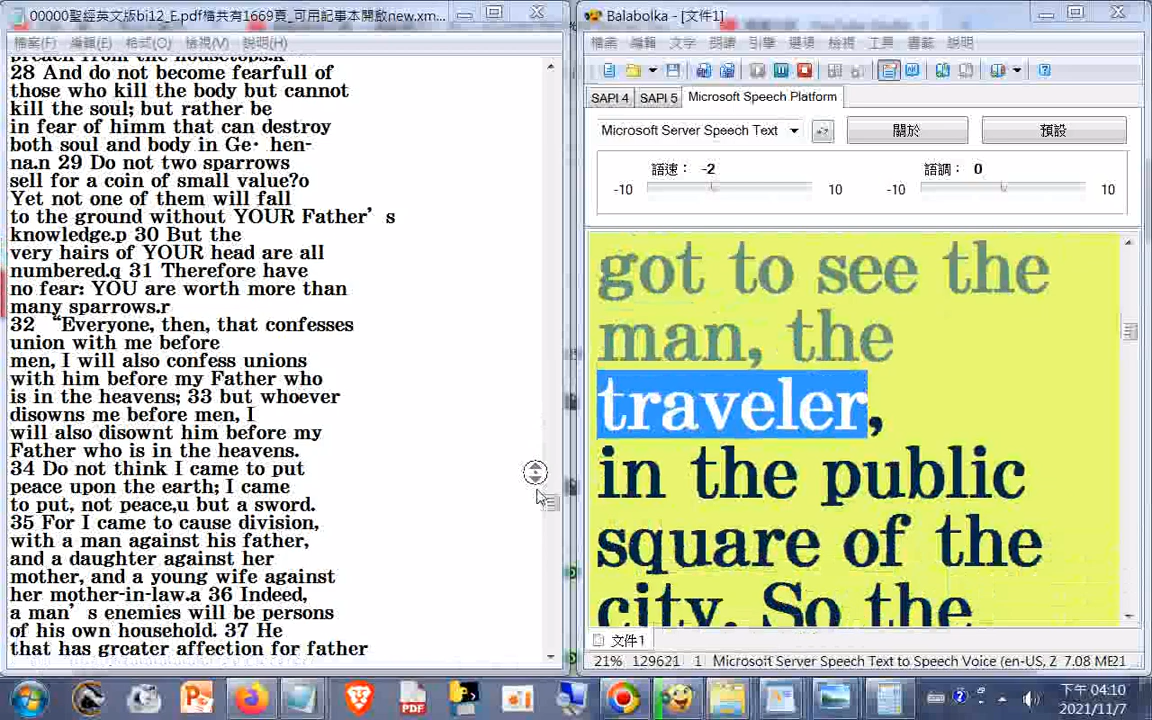 00000聖經英文版bi12_E.pdf檔共有1669頁_可用記事本開啟new.xm...
檔案(F) 編輯(E) 格式(O) 檢視(V) 說明(H)
preach from the housetops.k
28 And do not become fearfull of
those who kill the body but cannot
kill the soul; but rather be
in fear of himm that can destroy
both soul and body in Ge· hen-
na.n 29 Do not two sparrows
sell for a coin of small value?o
Yet not one of them will fall
to the ground without YOUR Father’s
knowledge.p 30 But the
very hairs of YOUR head are all
numbered.q 31 Therefore have
no fear: YOU are worth more than
many sparrows.r
32 “Everyone, then, that confesses
union with me before
men, I will also confess unions
with him before my Father who
is in the heavens; 33 but whoever
disowns me before men, I
will also disownt him before my
Father who is in the heavens.
34 Do not think I came to put
peace upon the earth; I came
to put, not peace,u but a sword.
35 For I came to cause division,
with a man against his father,
and a daughter against her
mother, and a young wife against
her mother-in-law.a 36 Indeed,
a man’s enemies will be persons
of his own household. 37 He
that has greater affection for father
Balabolka - [文件1]
檔案 編輯 文字 朗讀 引擎 選項 檢視 工具 書籤 說明
SAPI 4 SAPI 5 Microsoft Speech Platform
Microsoft Server Speech Text 關於 預設
語速: -2 語調: 0
-10 10 -10 10
got to see the
man, the
traveler,
in the public
square of the
city. So the
文件1
21% 129621 1 Microsoft Server Speech Text to Speech Voice (en-US, Z 7.08 ME21
PDF
下午 04:10
2021/11/7